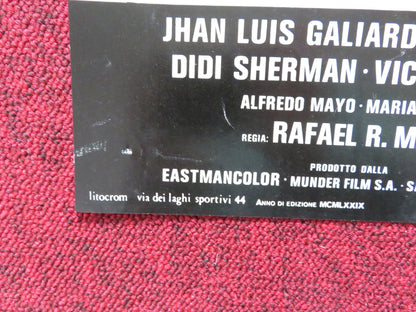 JHAN LUIS GALIARD
DIDI SHERMAN · VIC
ALFREDO MAYO · MARIA
REGIA: RAFAEL R. M
PRODOTTO DALLA
EASTMANCOLOR · MUNDER FILM S.A. · S
litocrom via dei laghi sportivi 44 ANNO DI EDIZIONE MCMLXXIX